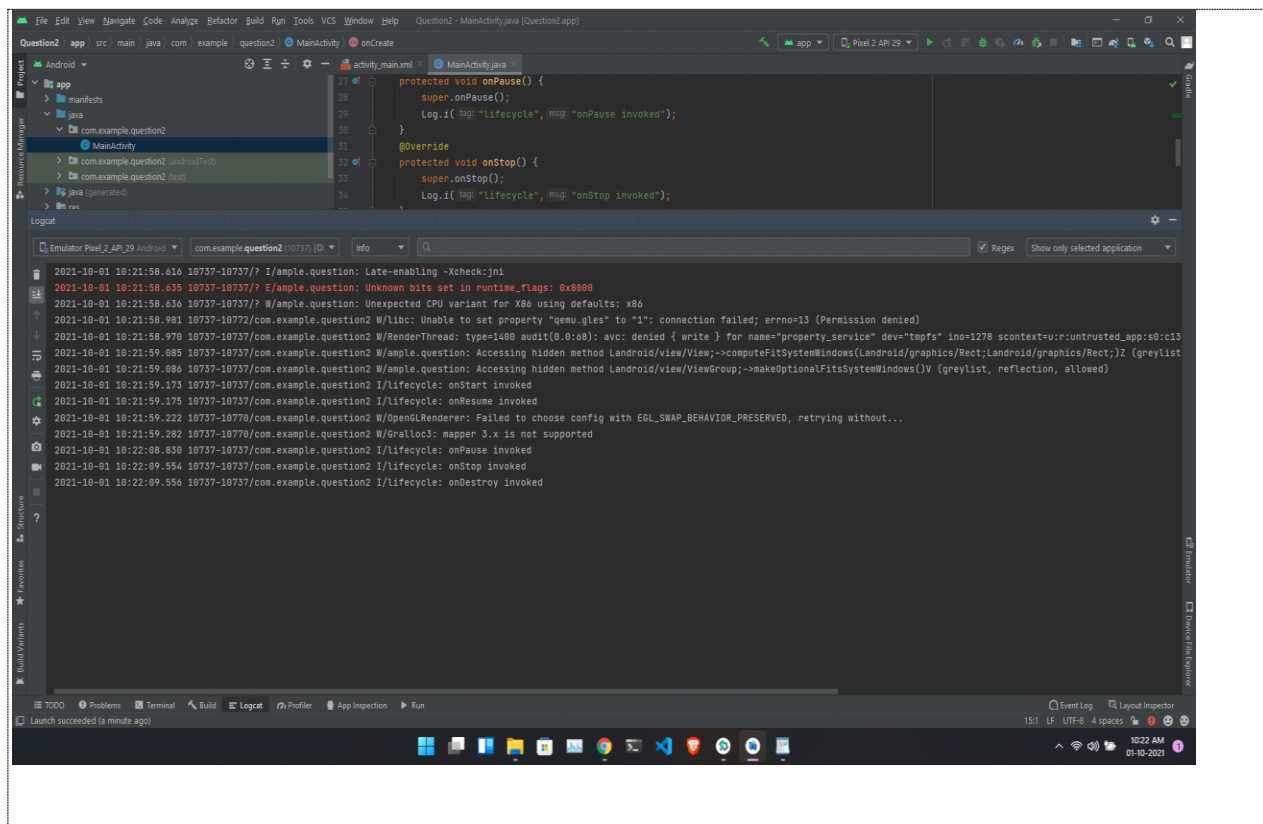 File Edit View Navigate Code Analyze Refactor Build Run Tools VCS Window Help Question2 - MainActivity.java [Question2.app]
Question2 app src main java com example question2 MainActivity onCreate app Pixel 2 API 29
Project
Android
activity_main.xml MainActivity.java
Gradle
app
manifests
java
com.example.question2
MainActivity
com.example.question2 (androidTest)
com.example.question2 (test)
java (generated)
res
Resource Manager
27 protected void onPause() {
28 super.onPause();
29 Log.i( tag: "lifecycle", msg: "onPause invoked");
30 }
31 @Override
32 protected void onStop() {
33 super.onStop();
34 Log.i( tag: "lifecycle", msg: "onStop invoked");
Logcat
Emulator Pixel_2_API_29 Android com.example.question2 (10737) [D Info Regex Show only selected application
2021-10-01 10:21:58.616 10737-10737/? I/ample.question: Late-enabling -Xcheck:jni
2021-10-01 10:21:58.635 10737-10737/? E/ample.question: Unknown bits set in runtime_flags: 0x8000
2021-10-01 10:21:58.636 10737-10737/? W/ample.question: Unexpected CPU variant for X86 using defaults: x86
2021-10-01 10:21:58.981 10737-10772/com.example.question2 W/libc: Unable to set property "qemu.gles" to "1": connection failed; errno=13 (Permission denied)
2021-10-01 10:21:58.970 10737-10737/com.example.question2 W/RenderThread: type=1400 audit(0.0:68): avc: denied { write } for name="property_service" dev="tmpfs" ino=1278 scontext=u:r:untrusted_app:s0:c13
2021-10-01 10:21:59.085 10737-10737/com.example.question2 W/ample.question: Accessing hidden method Landroid/view/View;->computeFitSystemWindows(Landroid/graphics/Rect;Landroid/graphics/Rect;)Z (greylist
2021-10-01 10:21:59.086 10737-10737/com.example.question2 W/ample.question: Accessing hidden method Landroid/view/ViewGroup;->makeOptionalFitsSystemWindows()V (greylist, reflection, allowed)
2021-10-01 10:21:59.173 10737-10737/com.example.question2 I/lifecycle: onStart invoked
2021-10-01 10:21:59.175 10737-10737/com.example.question2 I/lifecycle: onResume invoked
2021-10-01 10:21:59.222 10737-10770/com.example.question2 W/OpenGLRenderer: Failed to choose config with EGL_SWAP_BEHAVIOR_PRESERVED, retrying without...
2021-10-01 10:21:59.282 10737-10770/com.example.question2 W/Gralloc3: mapper 3.x is not supported
2021-10-01 10:22:08.830 10737-10737/com.example.question2 I/lifecycle: onPause invoked
2021-10-01 10:22:09.554 10737-10737/com.example.question2 I/lifecycle: onStop invoked
2021-10-01 10:22:09.556 10737-10737/com.example.question2 I/lifecycle: onDestroy invoked
Structure
Favorites
Build Variants
Emulator
Device File Explorer
TODO Problems Terminal Build Logcat Profiler App Inspection Run Event Log Layout Inspector
Launch succeeded (a minute ago) 15:1 LF UTF-8 4 spaces
10:22 AM
01-10-2021
1